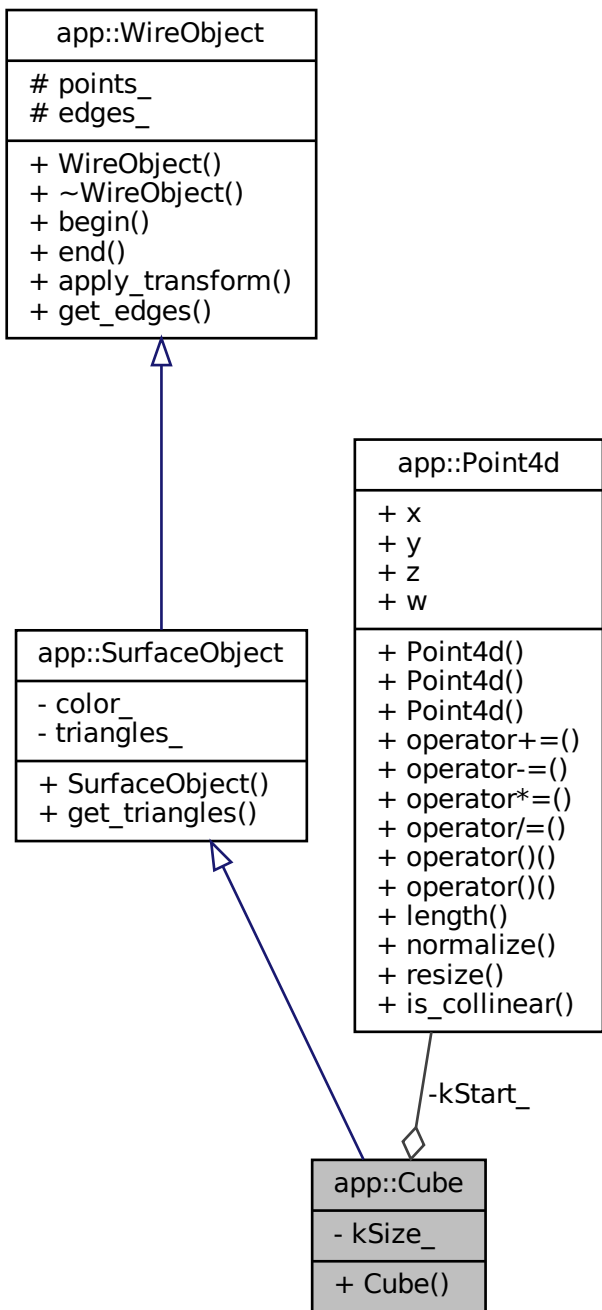 app::WireObject
# points_
# edges_
+ WireObject()
+ ~WireObject()
+ begin()
+ end()
+ apply_transform()
+ get_edges()
app::Point4d
+ x
+ y
+ z
+ w
+ Point4d()
+ Point4d()
+ Point4d()
+ operator+=()
+ operator-=()
+ operator*=()
+ operator/=()
+ operator()()
+ operator()()
+ length()
+ normalize()
+ resize()
+ is_collinear()
app::SurfaceObject
- color_
- triangles_
+ SurfaceObject()
+ get_triangles()
-kStart_
app::Cube
- kSize_
+ Cube()